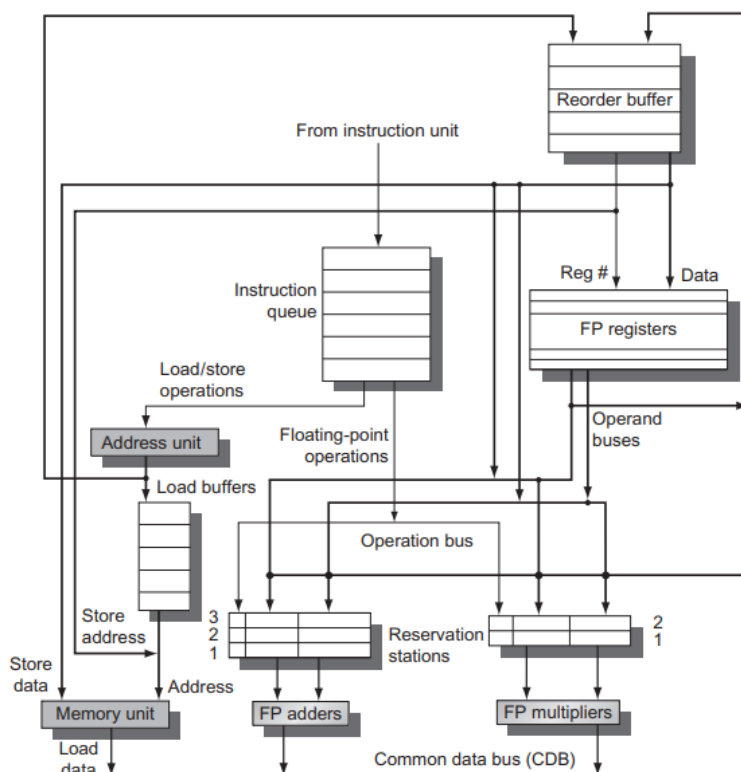 Reorder buffer
From instruction unit
Reg #
Data
Instruction
queue
FP registers
Load/store
operations
Operand
buses
Address unit
Floating-point
operations
Load buffers
Operation bus
Store
address
3
2
1
Reservation
stations
2
1
Store
data
Address
Memory unit
FP adders
FP multipliers
Load
data
Common data bus (CDB)